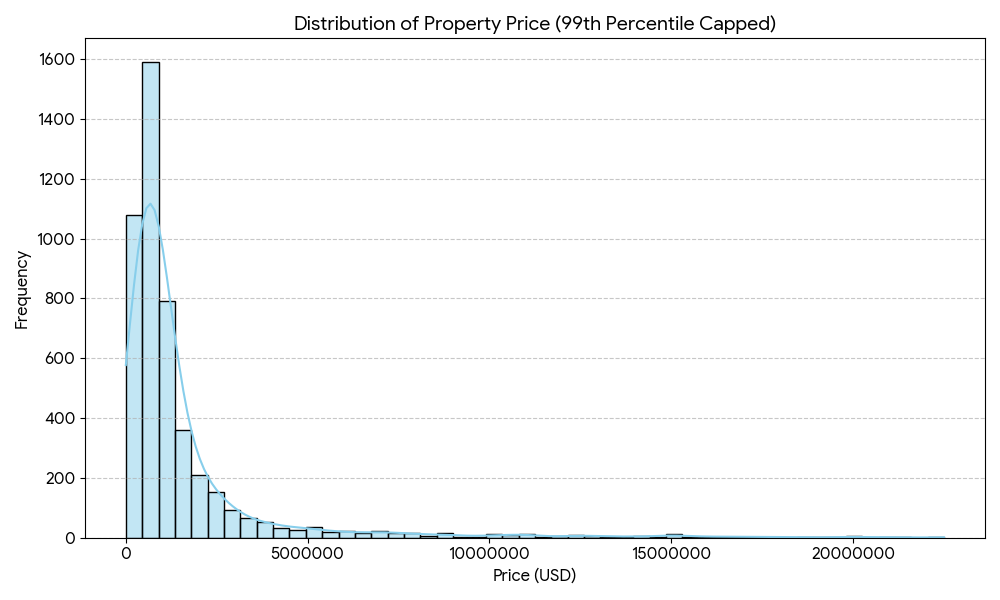 Distribution of Property Price (99th Percentile Capped)
1600
1400
1200
1000
800
600
400
200
0
Frequency
0 5000000 10000000 15000000 20000000
Price (USD)